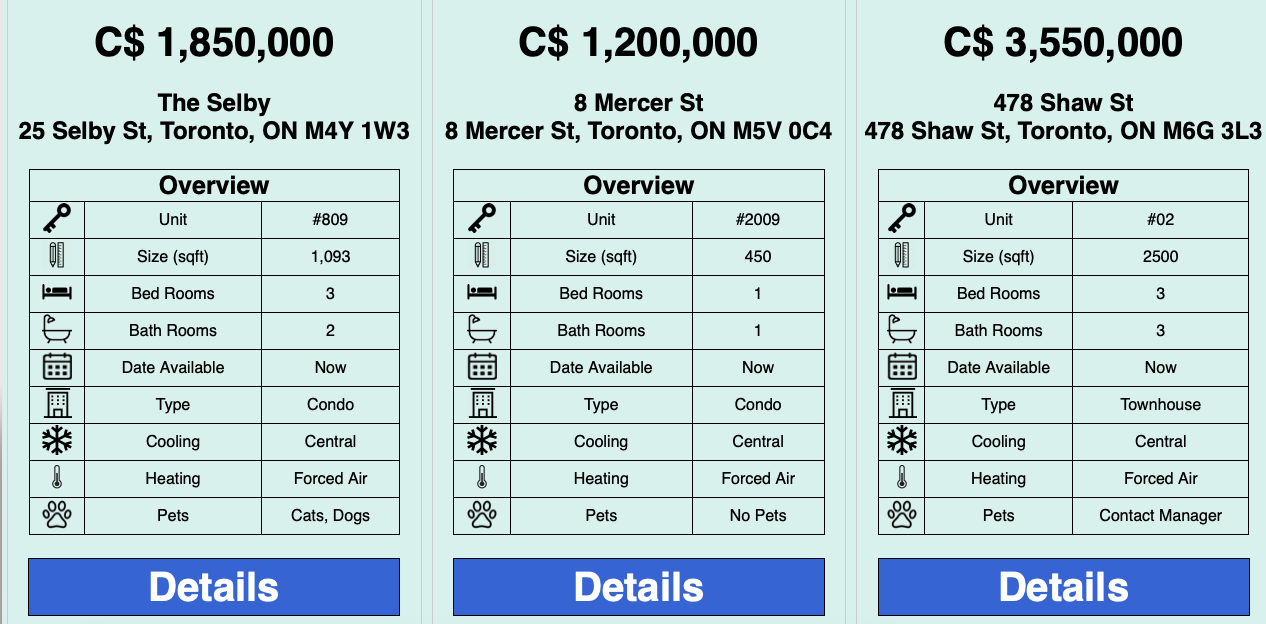 C$ 1,850,000
The Selby
25 Selby St, Toronto, ON M4Y 1W3
Overview
Unit #809
Size (sqft) 1,093
Bed Rooms 3
Bath Rooms 2
Date Available Now
Type Condo
Cooling Central
Heating Forced Air
Pets Cats, Dogs
Details
C$ 1,200,000
8 Mercer St
8 Mercer St, Toronto, ON M5V 0C4
Overview
Unit #2009
Size (sqft) 450
Bed Rooms 1
Bath Rooms 1
Date Available Now
Type Condo
Cooling Central
Heating Forced Air
Pets No Pets
Details
C$ 3,550,000
478 Shaw St
478 Shaw St, Toronto, ON M6G 3L3
Overview
Unit #02
Size (sqft) 2500
Bed Rooms 3
Bath Rooms 3
Date Available Now
Type Townhouse
Cooling Central
Heating Forced Air
Pets Contact Manager
Details